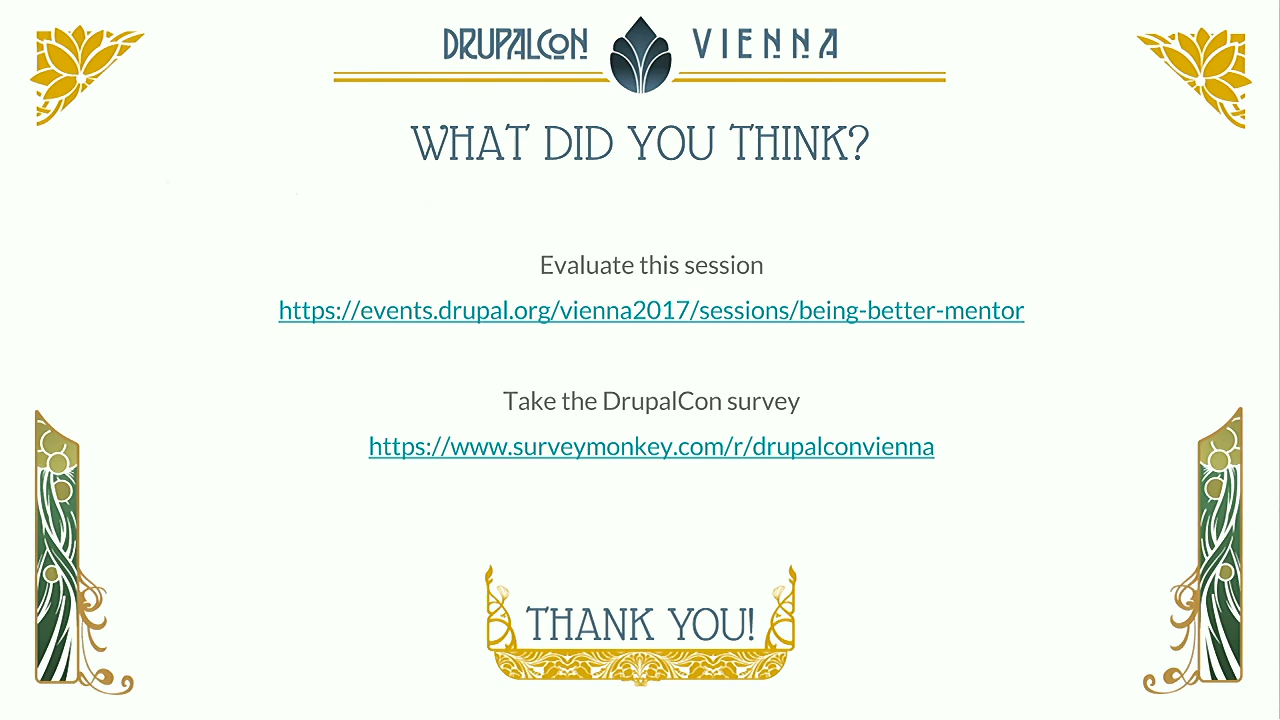 DRUPALCON VIENNA
WHAT DID YOU THINK?
Evaluate this session
https://events.drupal.org/vienna2017/sessions/being-better-mentor
Take the DrupalCon survey
https://www.surveymonkey.com/r/drupalconvienna
THANK YOU!